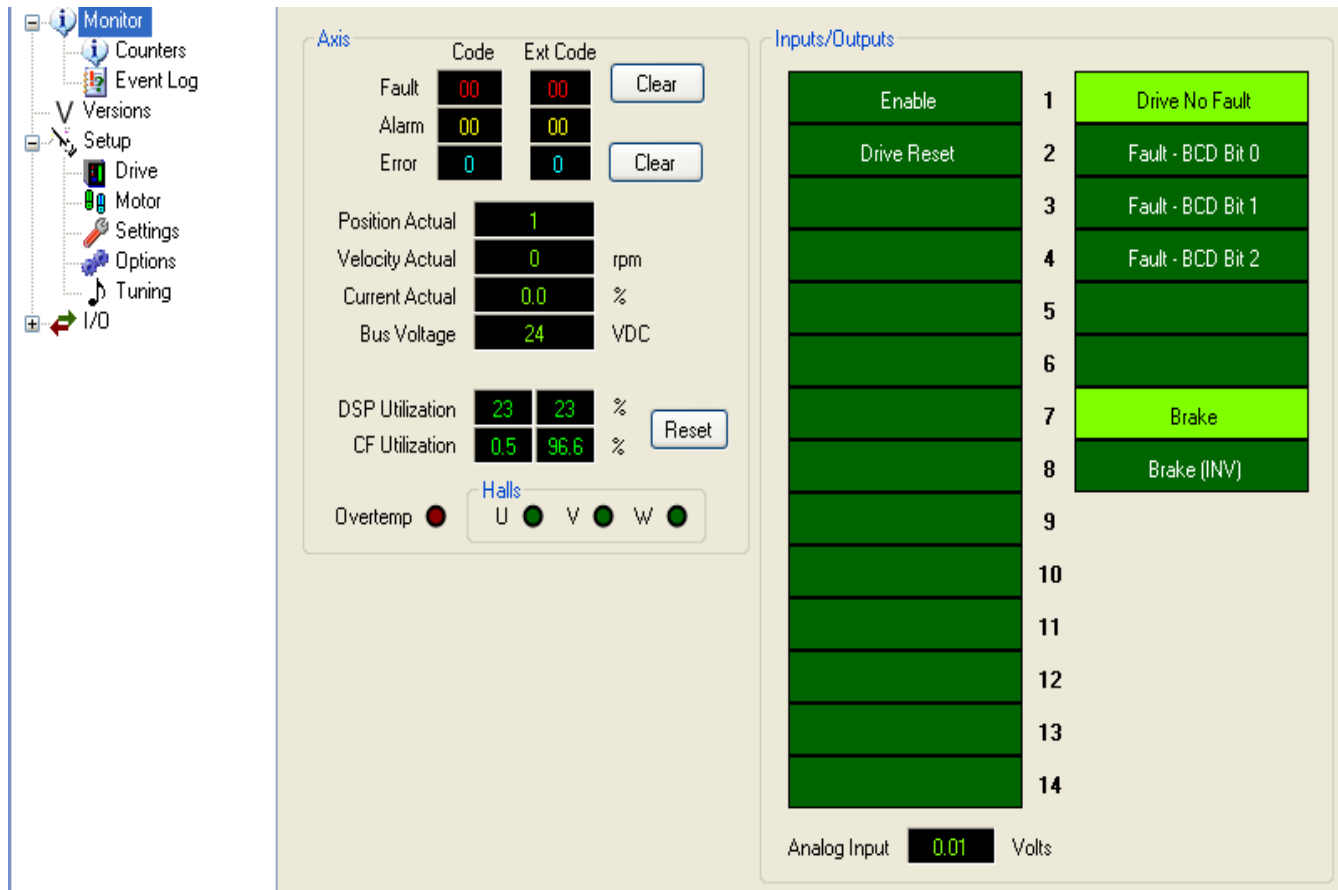 Monitor
Counters
Event Log
Versions
Setup
Drive
Motor
Settings
Options
Tuning
I/O
Axis
Code Ext Code
Fault 00 00 Clear
Alarm 00 00
Error 0 0 Clear
Position Actual 1
Velocity Actual 0 rpm
Current Actual 0.0 %
Bus Voltage 24 VDC
DSP Utilization 23 23 %
CF Utilization 0.5 96.6 %
Reset
Overtemp
Halls
U V W
Inputs/Outputs
Enable 1 Drive No Fault
Drive Reset 2 Fault - BCD Bit 0
3 Fault - BCD Bit 1
4 Fault - BCD Bit 2
5
6
7 Brake
8 Brake (INV)
9
10
11
12
13
14
Analog Input 0.01 Volts